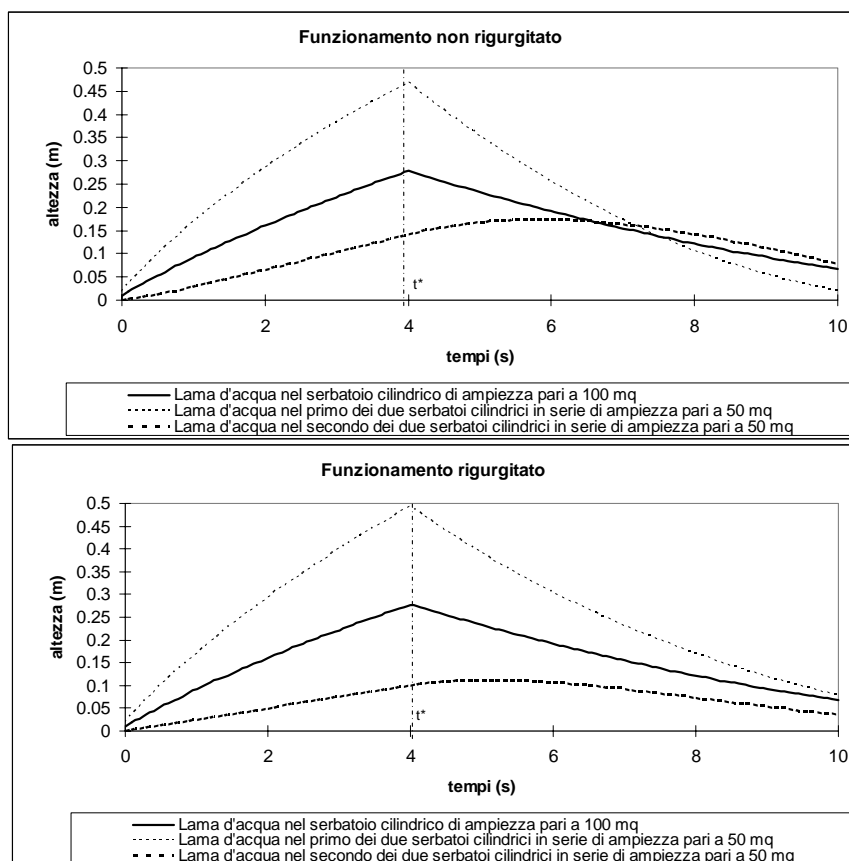 Funzionamento non rigurgitato
0.5
0.45
0.4
0.35
0.3
0.25
0.2
0.15
0.1
0.05
0
altezza (m)
t*
0 2 4 6 8 10
tempi (s)
Lama d'acqua nel serbatoio cilindrico di ampiezza pari a 100 mq
Lama d'acqua nel primo dei due serbatoi cilindrici in serie di ampiezza pari a 50 mq
Lama d'acqua nel secondo dei due serbatoi cilindrici in serie di ampiezza pari a 50 mq
Funzionamento rigurgitato
0.5
0.45
0.4
0.35
0.3
0.25
0.2
0.15
0.1
0.05
0
altezza (m)
t*
0 2 4 6 8 10
tempi (s)
Lama d'acqua nel serbatoio cilindrico di ampiezza pari a 100 mq
Lama d'acqua nel primo dei due serbatoi cilindrici in serie di ampiezza pari a 50 mq
Lama d'acqua nel secondo dei due serbatoi cilindrici in serie di ampiezza pari a 50 mq